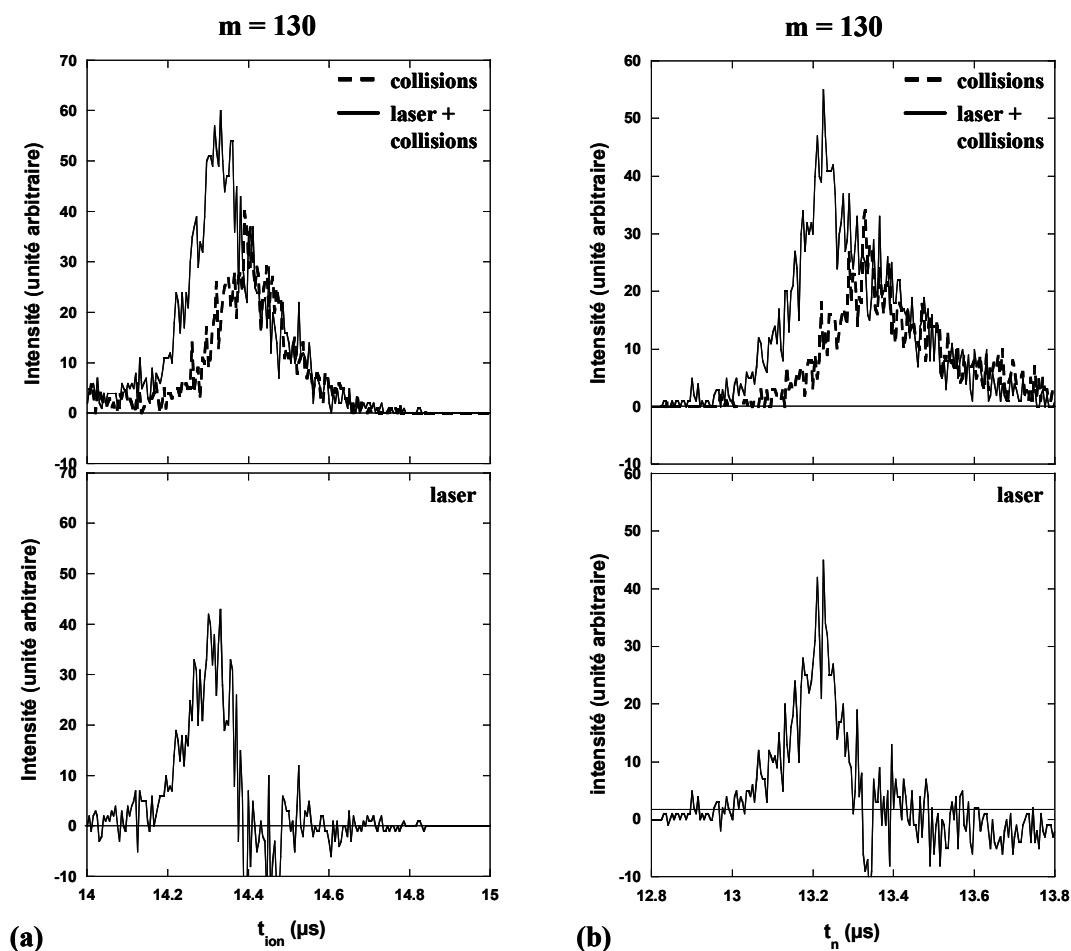 m = 130
70
60
50
40
30
20
10
0
-10
Intensité (unité arbitraire)
collisions
laser +
collisions
70
60
50
40
30
20
10
0
-10
Intensité (unité arbitraire)
laser
14
14.2
14.4
14.6
14.8
15
t_ion (µs)
(a)
m = 130
60
50
40
30
20
10
0
-10
Intensité (unité arbitraire)
collisions
laser +
collisions
60
50
40
30
20
10
0
-10
intensité (unité arbitraire)
laser
12.8
13
13.2
13.4
13.6
13.8
t_n (µs)
(b)